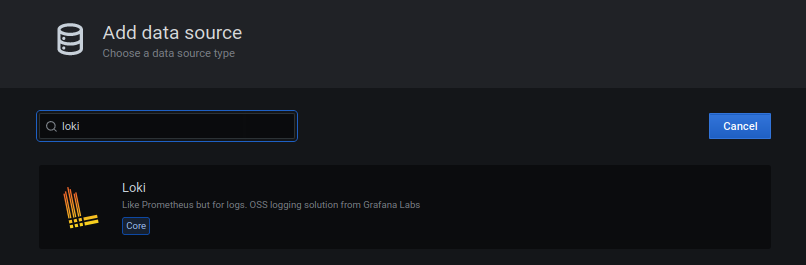 Add data source
Choose a data source type
loki
Cancel
Loki
Like Prometheus but for logs. OSS logging solution from Grafana Labs
Core